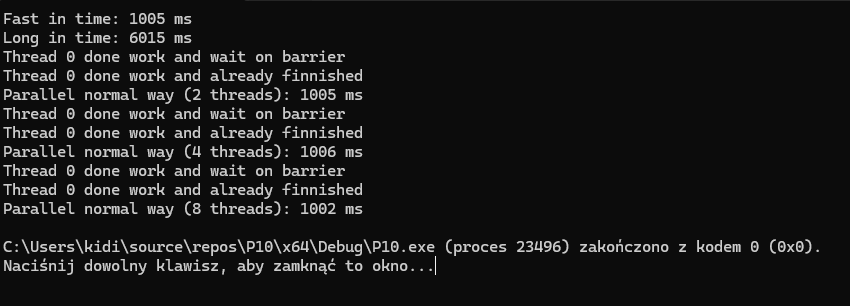 Fast in time: 1005 ms
Long in time: 6015 ms
Thread 0 done work and wait on barrier
Thread 0 done work and already finnished
Parallel normal way (2 threads): 1005 ms
Thread 0 done work and wait on barrier
Thread 0 done work and already finnished
Parallel normal way (4 threads): 1006 ms
Thread 0 done work and wait on barrier
Thread 0 done work and already finnished
Parallel normal way (8 threads): 1002 ms
C:\Users\kidi\source\repos\P10\x64\Debug\P10.exe (proces 23496) zakończono z kodem 0 (0x0).
Naciśnij dowolny klawisz, aby zamknąć to okno...